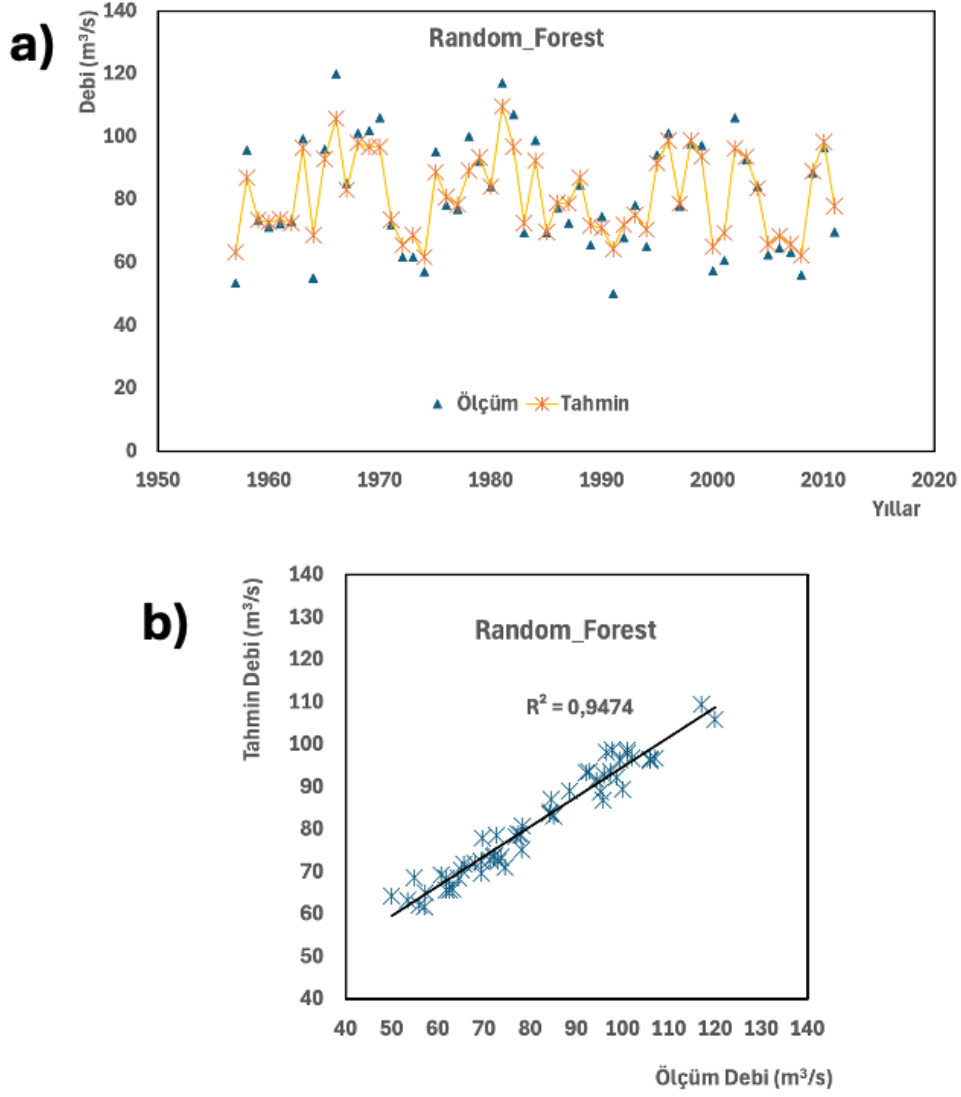 a)
Debi (m³/s)
Random_Forest
140
120
100
80
60
40
20
0
Ölçüm Tahmin
1950 1960 1970 1980 1990 2000 2010 2020
Yıllar
b)
Tahmin Debi (m³/s)
Random_Forest
R² = 0,9474
140
130
120
110
100
90
80
70
60
50
40
40 50 60 70 80 90 100 110 120 130 140
Ölçüm Debi (m³/s)